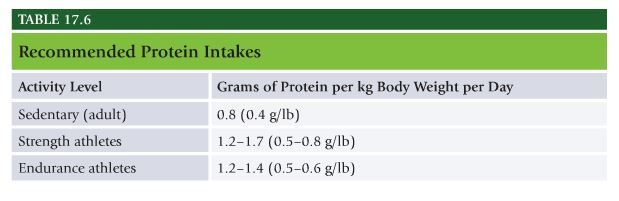 TABLE 17.6
Recommended Protein Intakes
Activity Level Grams of Protein per kg Body Weight per Day
Sedentary (adult) 0.8 (0.4 g/lb)
Strength athletes 1.2–1.7 (0.5–0.8 g/lb)
Endurance athletes 1.2–1.4 (0.5–0.6 g/lb)